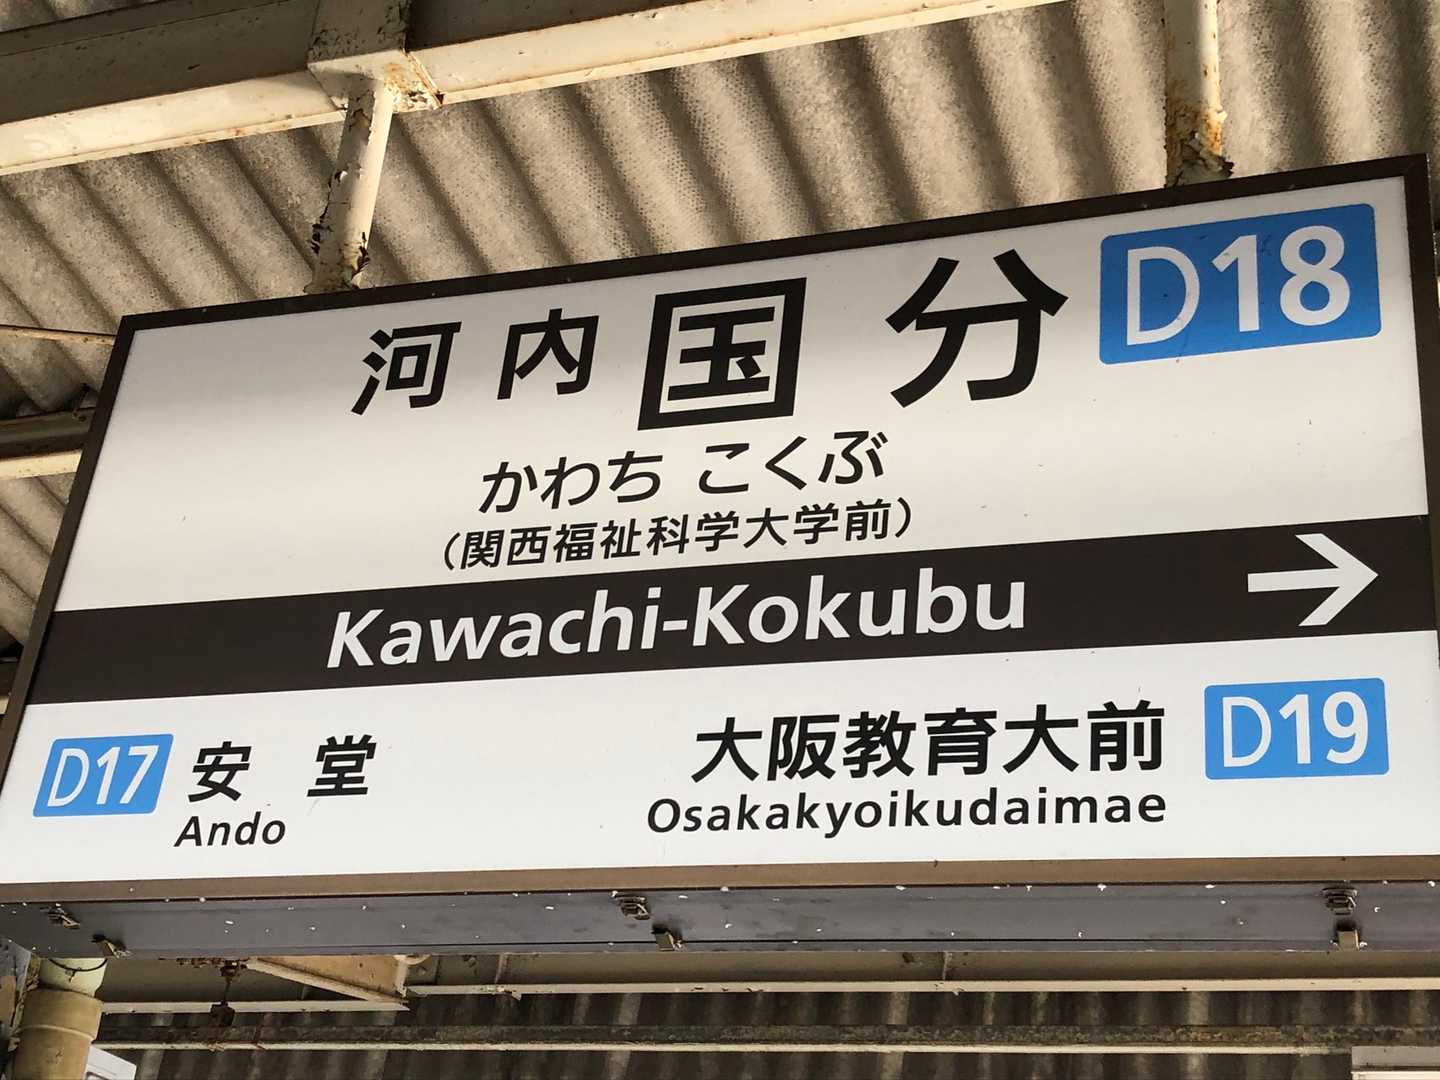 河内国分 D18
かわち こくぶ
(関西福祉科学大学前)
Kawachi-Kokubu →
D17 安堂
Ando
大阪教育大前 D19
Osakakyoikudaimae